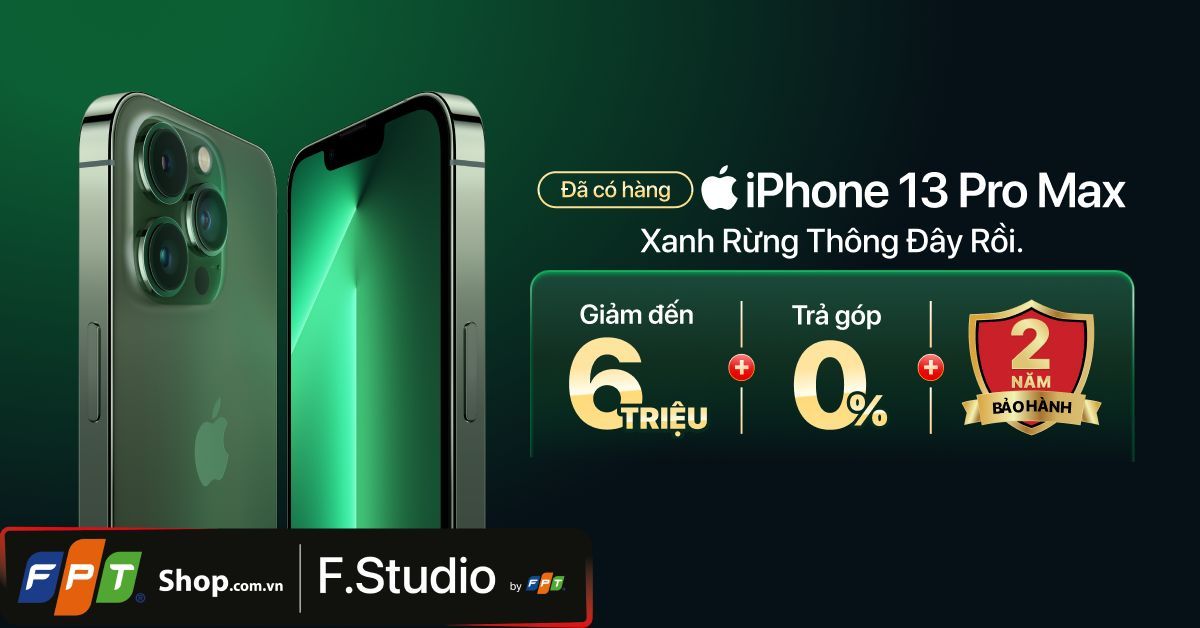 Đã có hàng
iPhone 13 Pro Max
Xanh Rừng Thông Đây Rồi.
Giảm đến
6 TRIỆU
+
Trả góp
0%
+
2
NĂM
BẢO HÀNH
FPT® Shop.com.vn
F.Studio by FPT